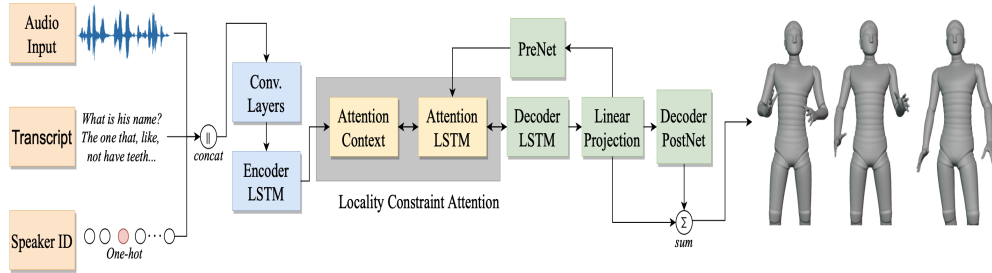 Audio
Input
Transcript
What is his name?
The one that, like,
not have teeth...
Speaker ID
One-hot
||
concat
Conv.
Layers
Encoder
LSTM
Attention
Context
Attention
LSTM
Locality Constraint Attention
PreNet
Decoder
LSTM
Linear
Projection
Decoder
PostNet
Σ
sum